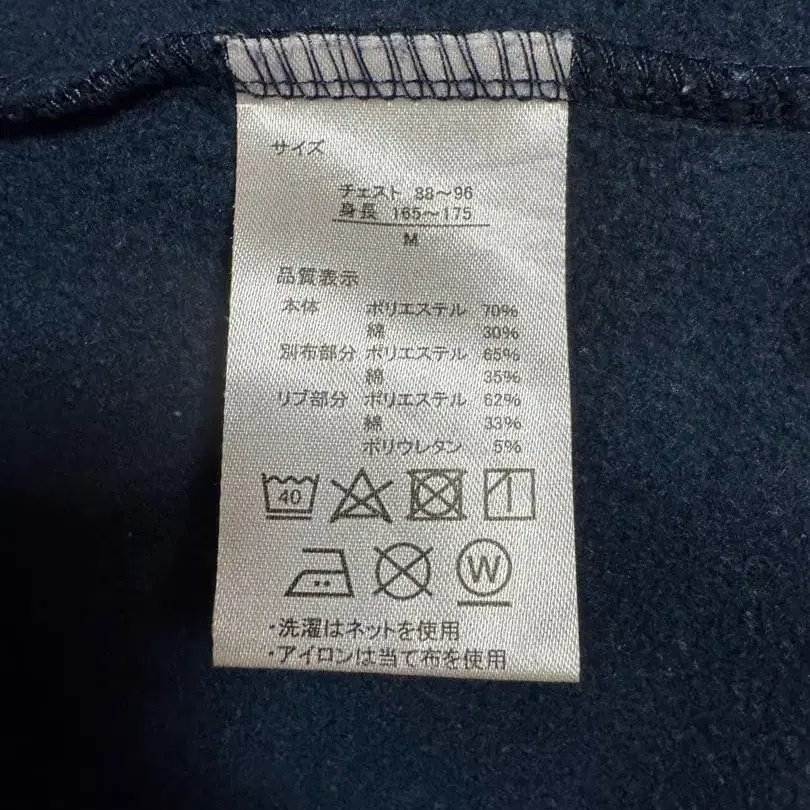 サイズ
チェスト 88～96
身長 165～175
M
品質表示
本体 ポリエステル 70%
綿 30%
別布部分 ポリエステル 65%
綿 35%
リブ部分 ポリエステル 62%
綿 33%
ポリウレタン 5%
40
W
・洗濯はネットを使用
・アイロンは当て布を使用